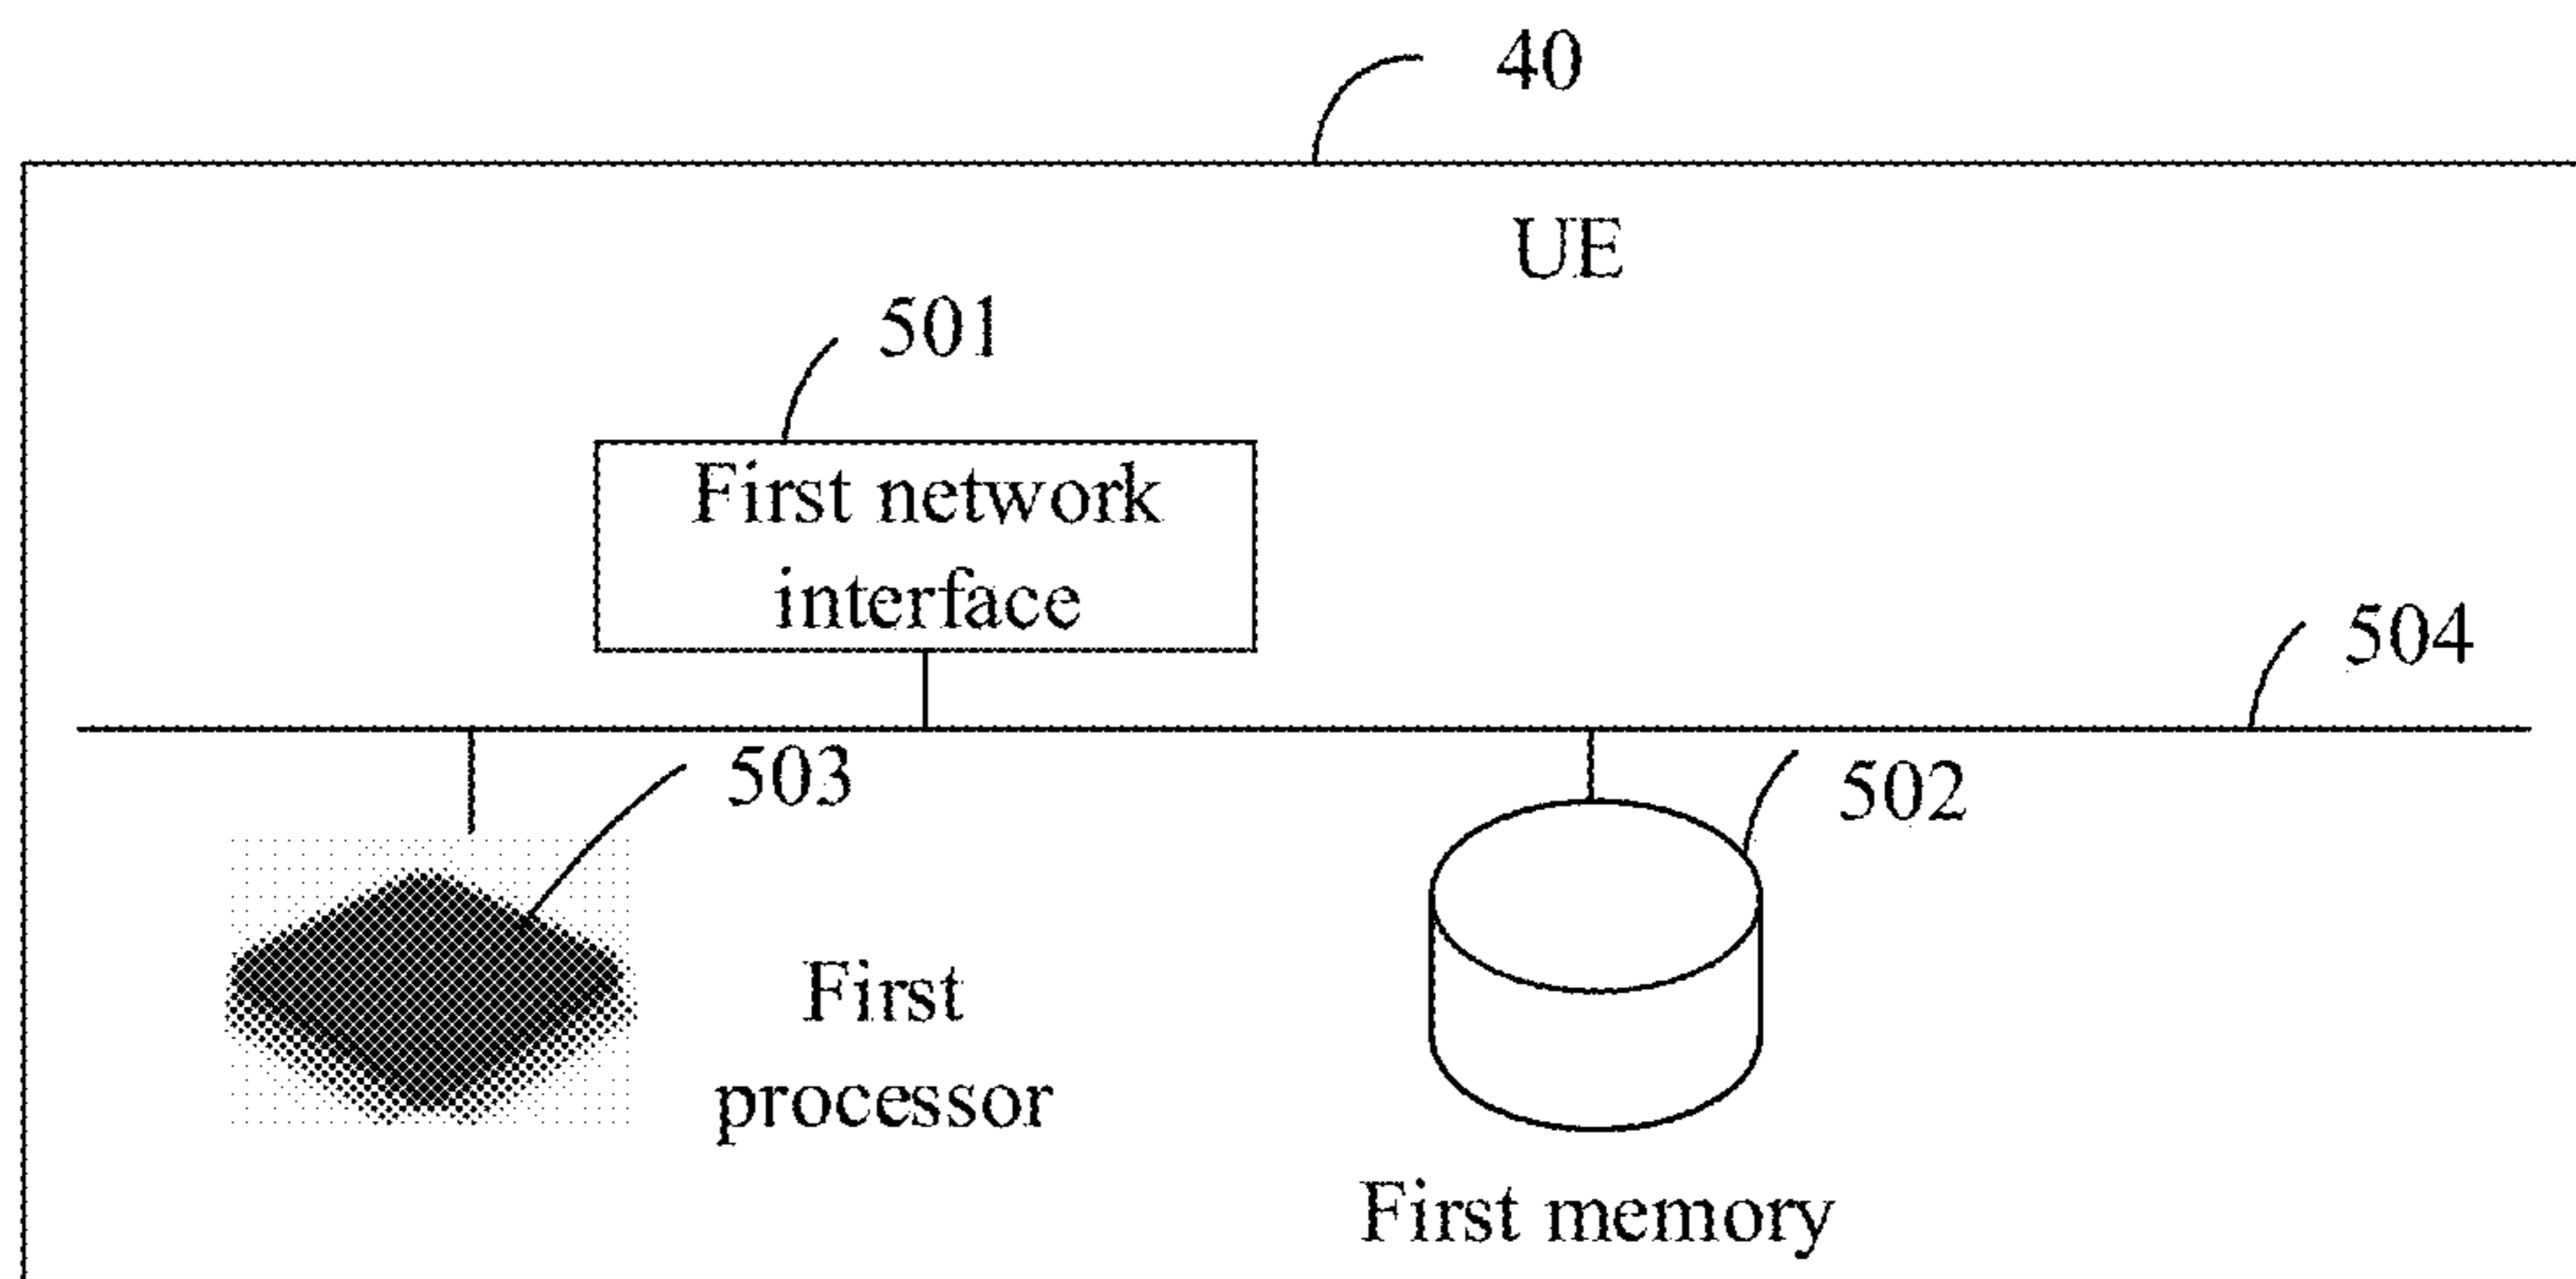 40
UE
501
First network
interface
504
503
502
First
processor
First memory